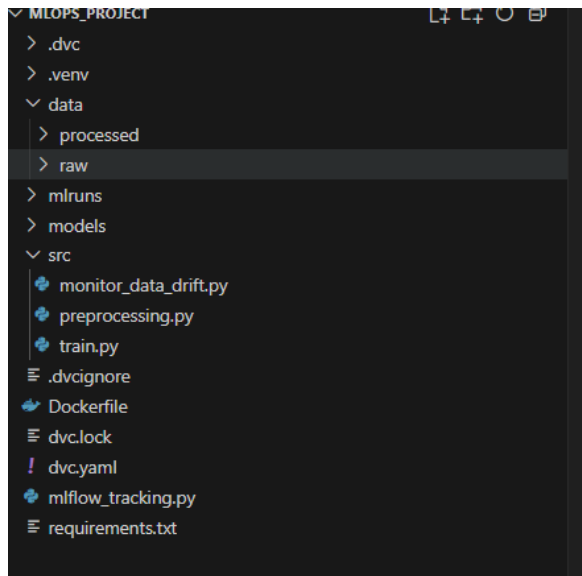 MLOPS_PROJECT
.dvc
.venv
data
processed
raw
mlruns
models
src
monitor_data_drift.py
preprocessing.py
train.py
.dvcignore
Dockerfile
dvc.lock
! dvc.yaml
mlflow_tracking.py
requirements.txt